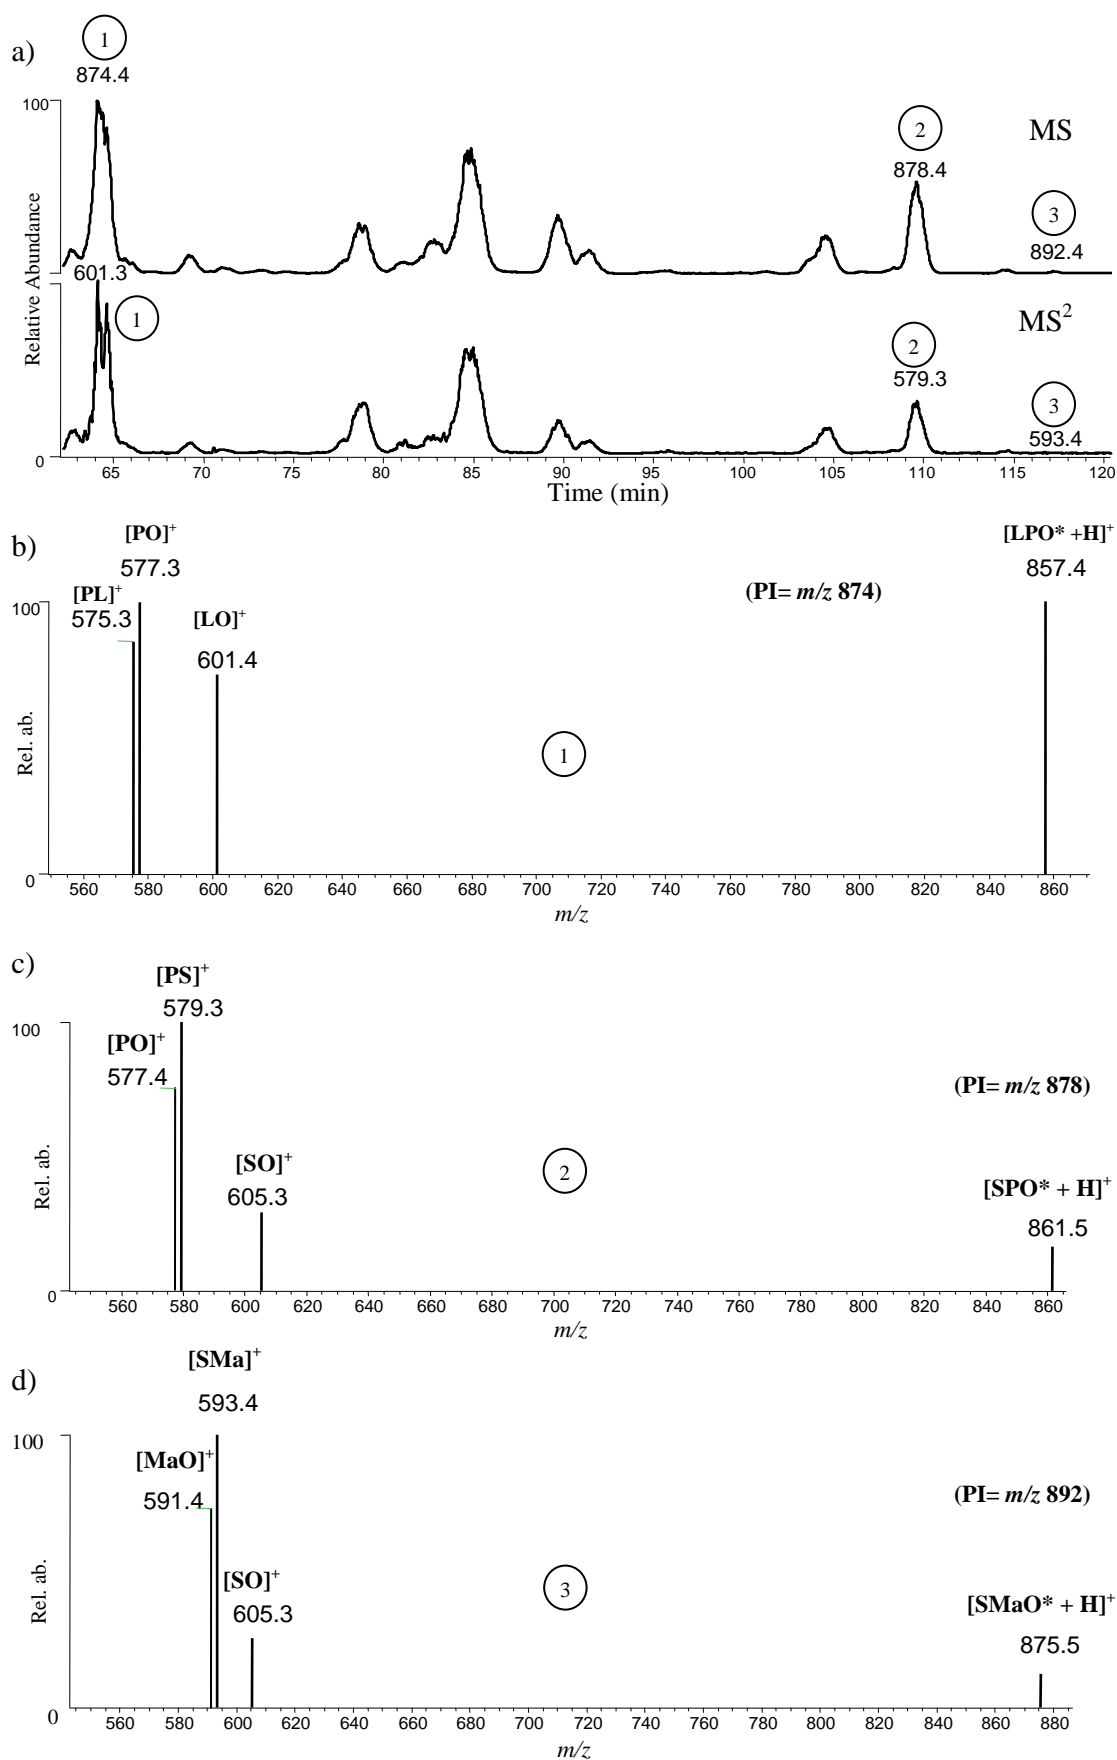 a)
1
874.4
100
2
MS
878.4
3
892.4
Relative Abundance
601.3
1
MS²
2
579.3
3
593.4
0
65 70 75 80 85 90 95 100 105 110 115 120
Time (min)
b)
[PO]⁺
577.3
[LPO* +H]⁺
857.4
[PL]⁺
575.3
(PI= m/z 874)
100
[LO]⁺
601.4
1
Rel. ab.
0
560 580 600 620 640 660 680 700 720 740 760 780 800 820 840 860
m/z
c)
[PS]⁺
579.3
100
[PO]⁺
577.4
(PI= m/z 878)
[SO]⁺
605.3
2
[SPO* + H]⁺
861.5
Rel. ab.
0
560 580 600 620 640 660 680 700 720 740 760 780 800 820 840 860
m/z
d)
[SMa]⁺
593.4
100
[MaO]⁺
591.4
(PI= m/z 892)
[SO]⁺
605.3
3
[SMaO* + H]⁺
875.5
Rel. ab.
0
560 580 600 620 640 660 680 700 720 740 760 780 800 820 840 860 880
m/z